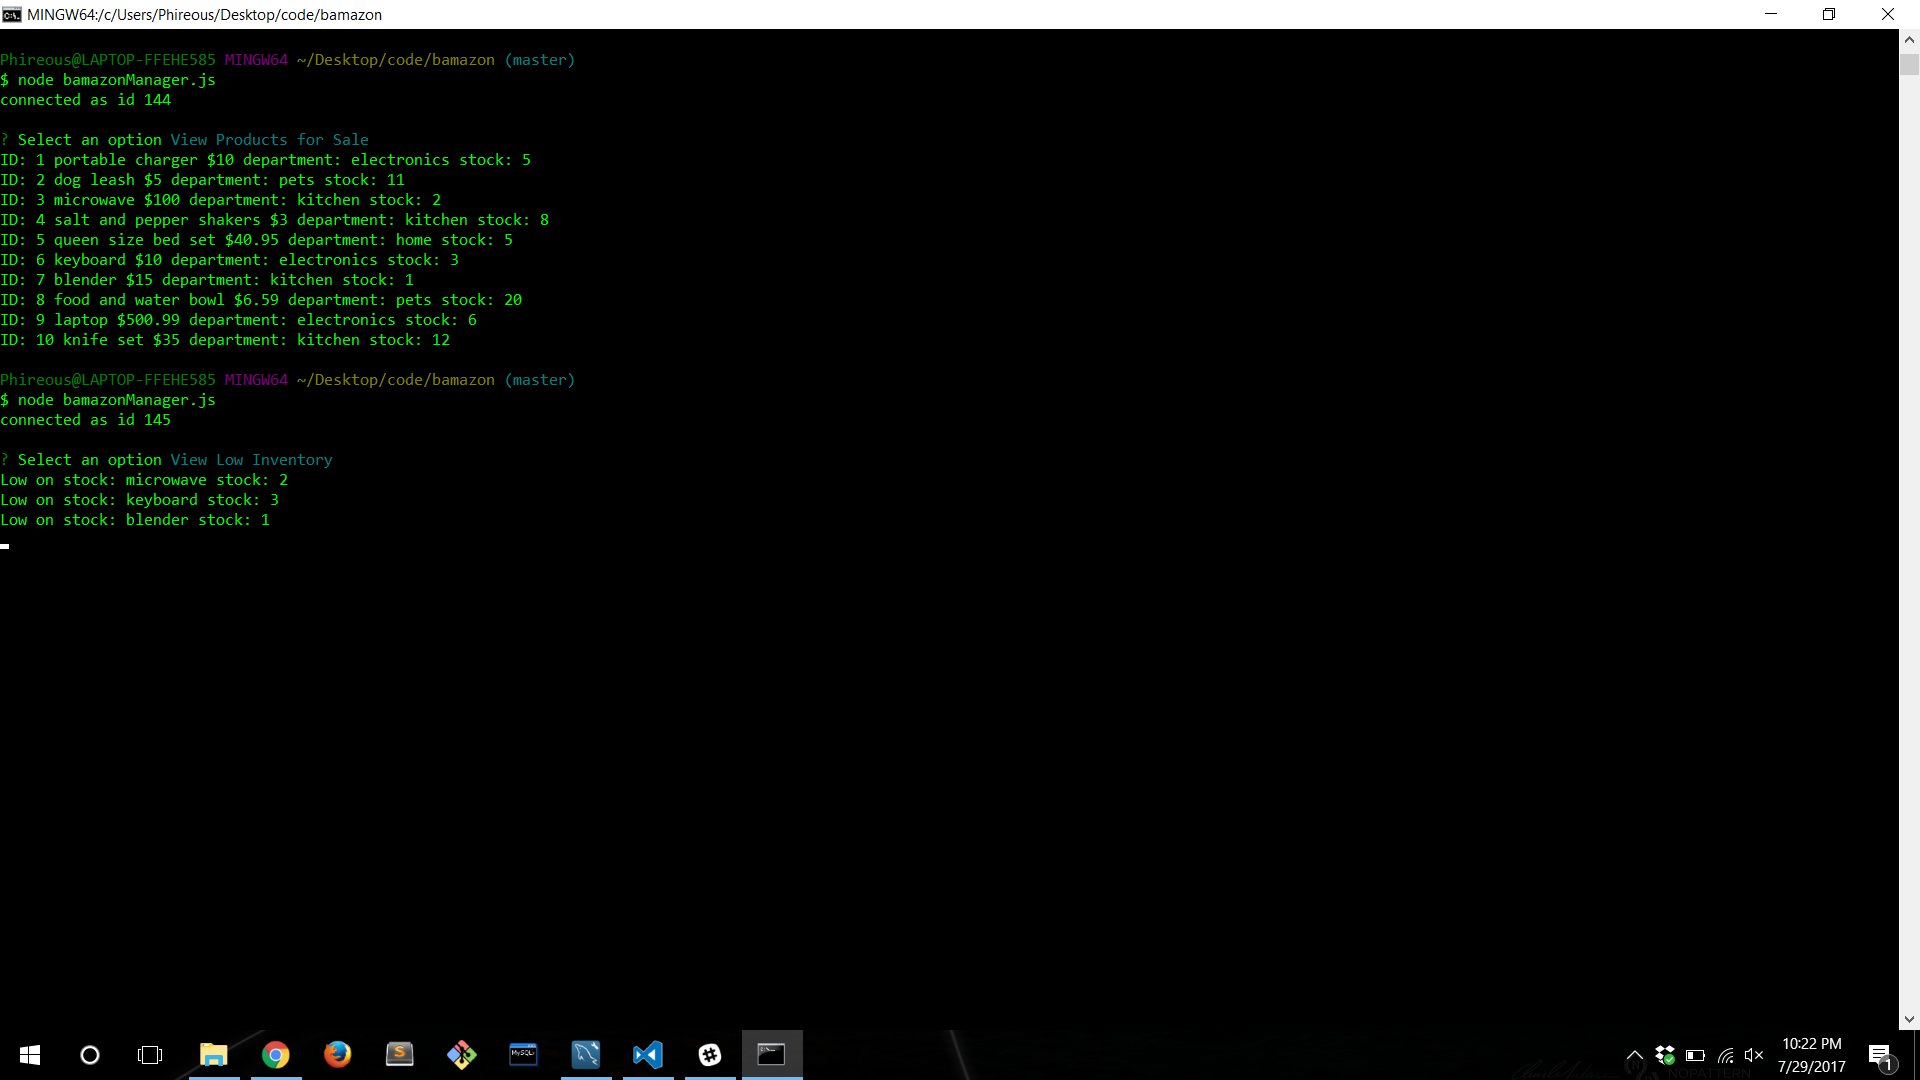 MINGW64:/c/Users/Phireous/Desktop/code/bamazon
Phireous@LAPTOP-FFEHE585 MINGW64 ~/Desktop/code/bamazon (master)
$ node bamazonManager.js
connected as id 144
? Select an option View Products for Sale
ID: 1 portable charger $10 department: electronics stock: 5
ID: 2 dog leash $5 department: pets stock: 11
ID: 3 microwave $100 department: kitchen stock: 2
ID: 4 salt and pepper shakers $3 department: kitchen stock: 8
ID: 5 queen size bed set $40.95 department: home stock: 5
ID: 6 keyboard $10 department: electronics stock: 3
ID: 7 blender $15 department: kitchen stock: 1
ID: 8 food and water bowl $6.59 department: pets stock: 20
ID: 9 laptop $500.99 department: electronics stock: 6
ID: 10 knife set $35 department: kitchen stock: 12
Phireous@LAPTOP-FFEHE585 MINGW64 ~/Desktop/code/bamazon (master)
$ node bamazonManager.js
connected as id 145
? Select an option View Low Inventory
Low on stock: microwave stock: 2
Low on stock: keyboard stock: 3
Low on stock: blender stock: 1
MySQL
10:22 PM
7/29/2017
1
NOPATTERN